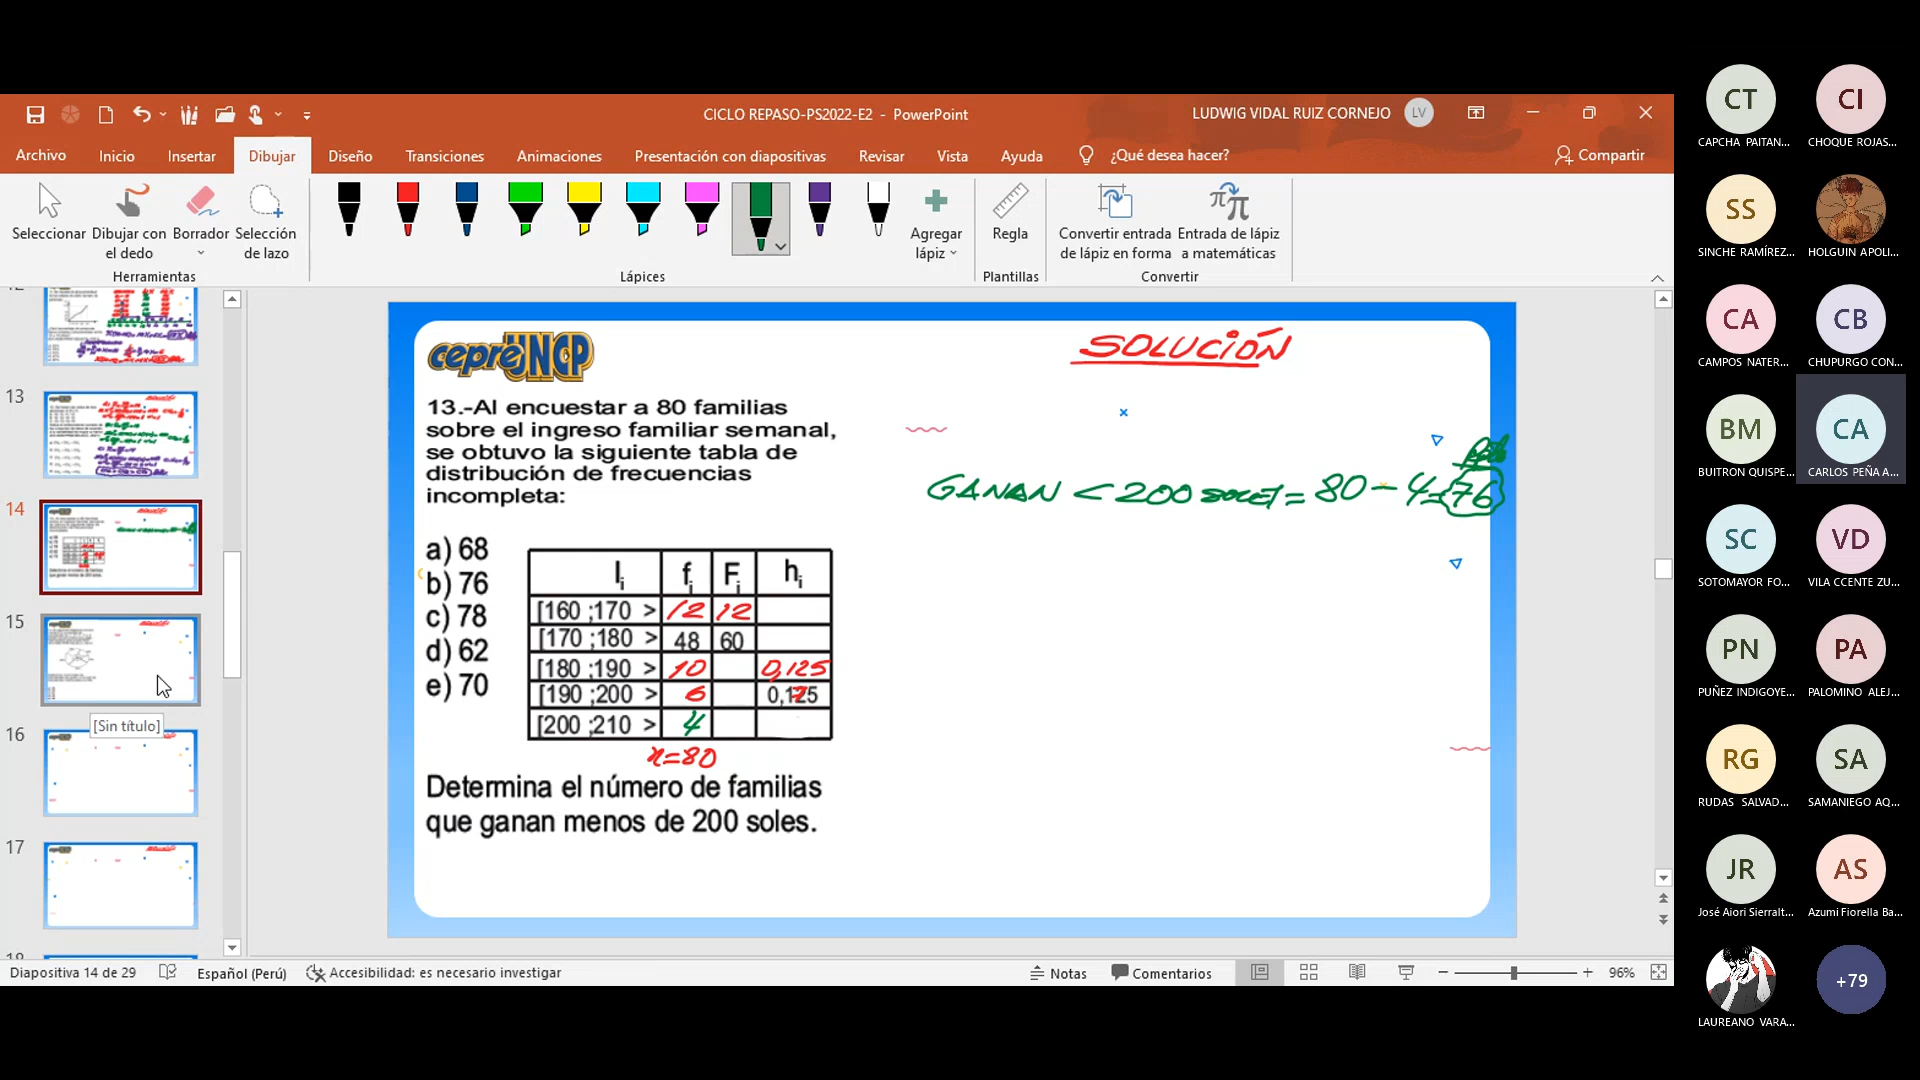 CICLO REPASO-PS2022-E2 - PowerPoint
LUDWIG VIDAL RUIZ CORNEJO
LV
Archivo Inicio Insertar Dibujar Diseño Transiciones Animaciones Presentación con diapositivas Revisar Vista Ayuda ¿Qué desea hacer? Compartir
Seleccionar
Dibujar con el dedo
Borrador
Selección de lazo
Agregar lápiz
Regla
Convertir entrada de lápiz en forma
Entrada de lápiz a matemáticas
Herramientas Lápices Plantillas Convertir
13
14
15
[Sin título]
16
17
cepre UNCP
SOLUCIÓN
13.-Al encuestar a 80 familias
sobre el ingreso familiar semanal,
se obtuvo la siguiente tabla de
distribución de frecuencias
incompleta:
GANAN < 200 SOLES = 80 - 4 = 76
a) 68
b) 76
c) 78
d) 62
e) 70
Ii fi Fi hi
[160 ;170 > 12 12
[170 ;180 > 48 60
[180 ;190 > 10 0,125
[190 ;200 > 6
[200 ;210 > 4
n=80
Determina el número de familias
que ganan menos de 200 soles.
Diapositiva 14 de 29 Español (Perú) Accesibilidad: es necesario investigar Notas Comentarios 96%
CT CI
CAPCHA PAITAN... CHOQUE ROJAS...
SS
SINCHE RAMÍREZ... HOLGUIN APOLI...
CA CB
CAMPOS NATER... CHUPURGO CON...
BM CA
BUITRON QUISPE... CARLOS PEÑA A...
SC VD
SOTOMAYOR FO... VILA CCENTE ZU...
PN PA
PUÑEZ INDIGOYE... PALOMINO ALEJ...
RG SA
RUDAS SALVAD... SAMANIEGO AQ...
JR AS
José Aiori Sierralt... Azumi Fiorella Ba...
+79
LAUREANO VARA...